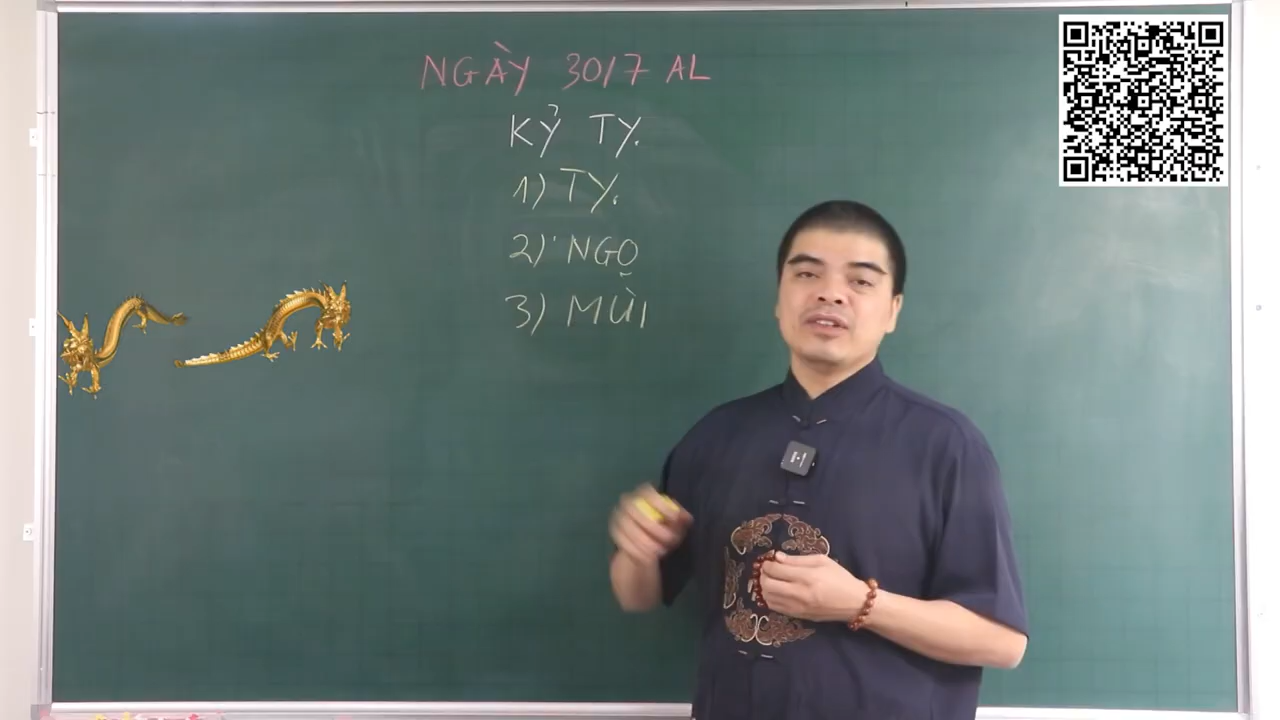 NGÀY 30/7 AL
KỶ TỴ
1) TỴ
2) NGỌ
3) MÙI